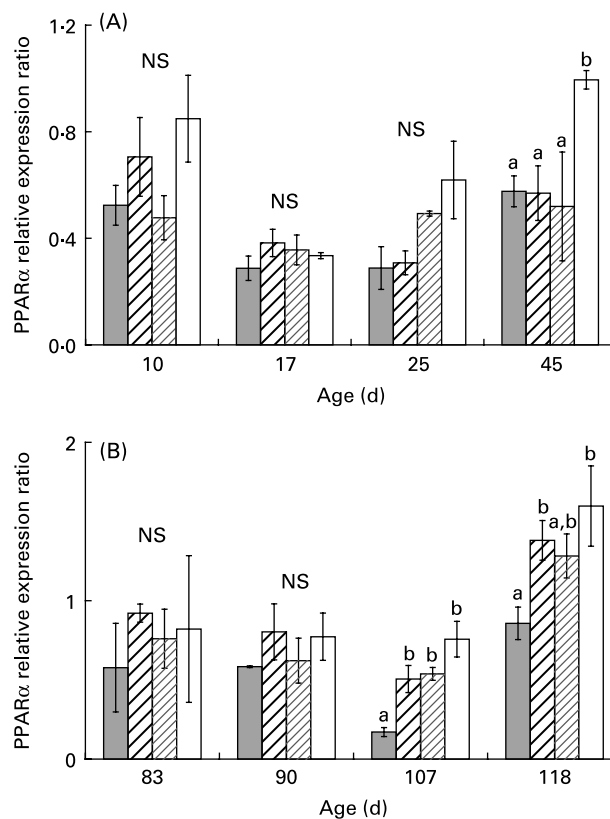 (A)
1·2
NS
b
NS
0·8
NS
a a a
0·4
0·0
PPARα relative expression ratio
10 17 25 45
Age (d)
(B)
2
b
b
a,b
NS
NS
1
b
b b
a
a
0
PPARα relative expression ratio
83 90 107 118
Age (d)